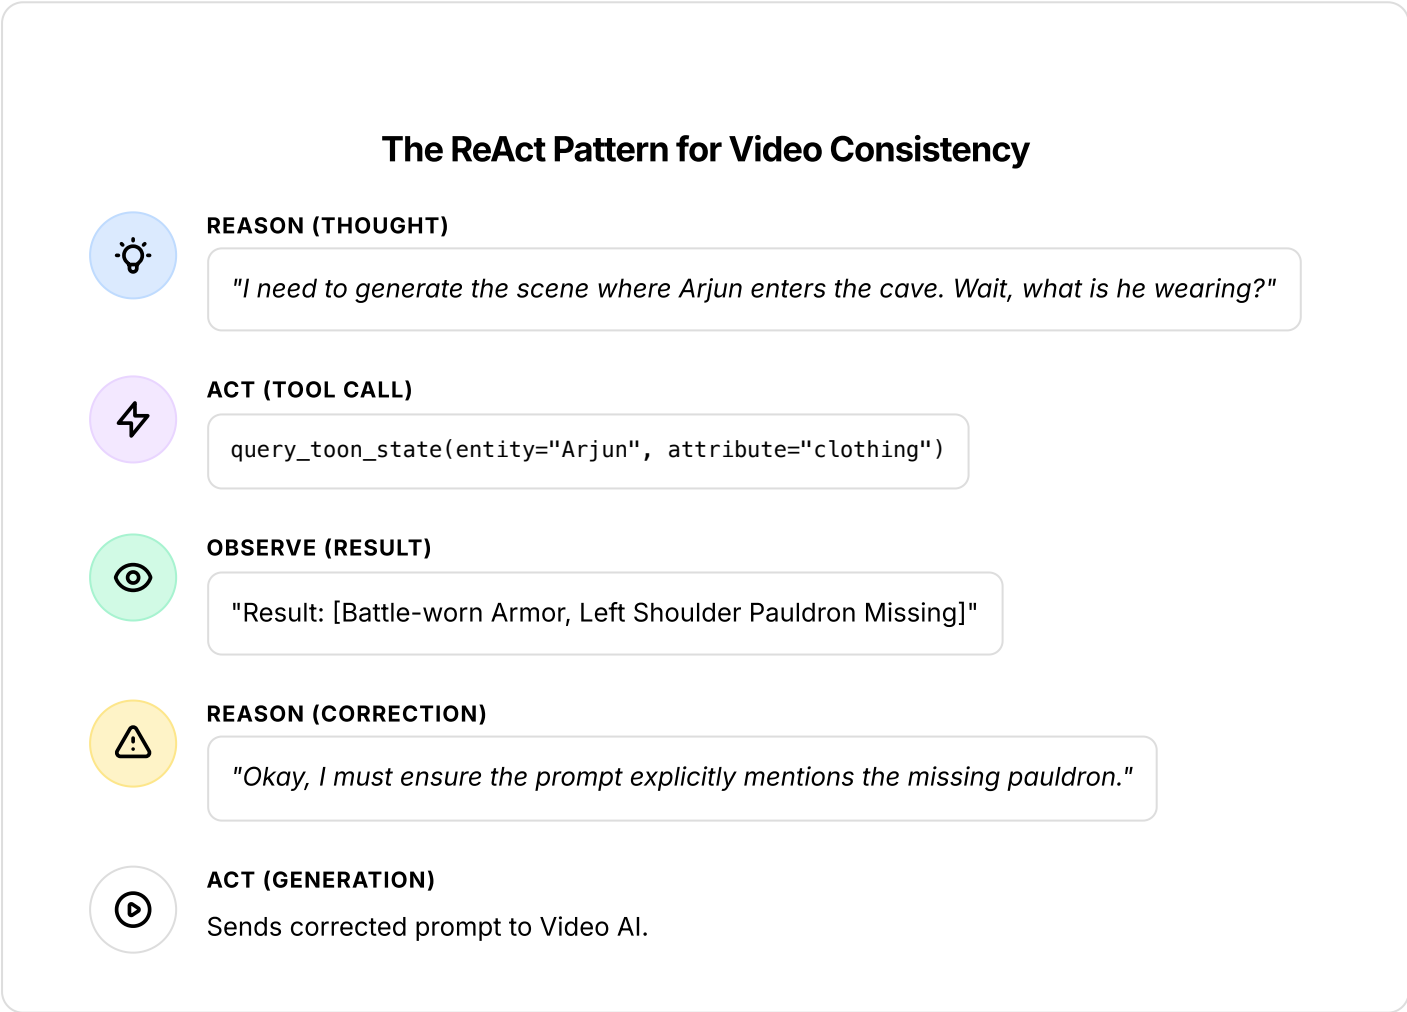 The ReAct Pattern for Video Consistency
REASON (THOUGHT)
"I need to generate the scene where Arjun enters the cave. Wait, what is he wearing?"
ACT (TOOL CALL)
query_toon_state(entity="Arjun", attribute="clothing")
OBSERVE (RESULT)
"Result: [Battle-worn Armor, Left Shoulder Pauldron Missing]"
REASON (CORRECTION)
"Okay, I must ensure the prompt explicitly mentions the missing pauldron."
ACT (GENERATION)
Sends corrected prompt to Video AI.